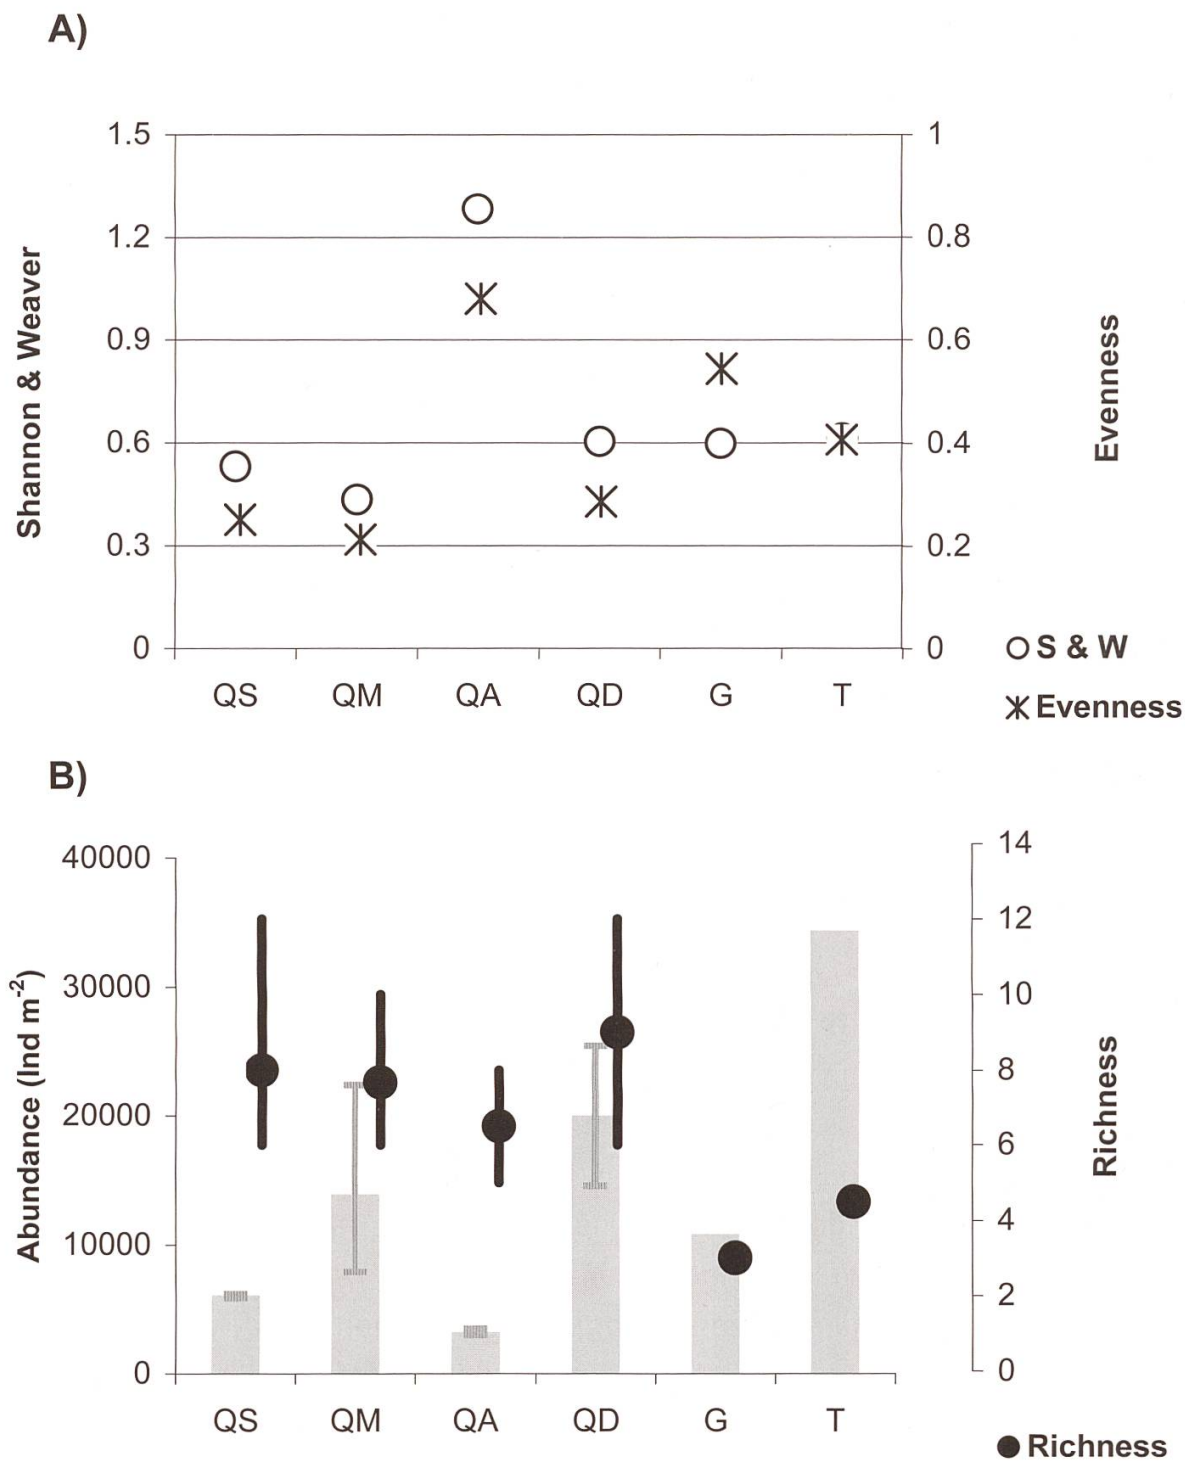 A)
Shannon & Weaver
1.5
1.2
0.9
0.6
0.3
0
1
0.8
0.6
0.4
0.2
0
Evenness
QS QM QA QD G T
S & W
Evenness
B)
Abundance (Ind m⁻²)
40000
30000
20000
10000
0
14
12
10
8
6
4
2
0
Richness
QS QM QA QD G T
Richness